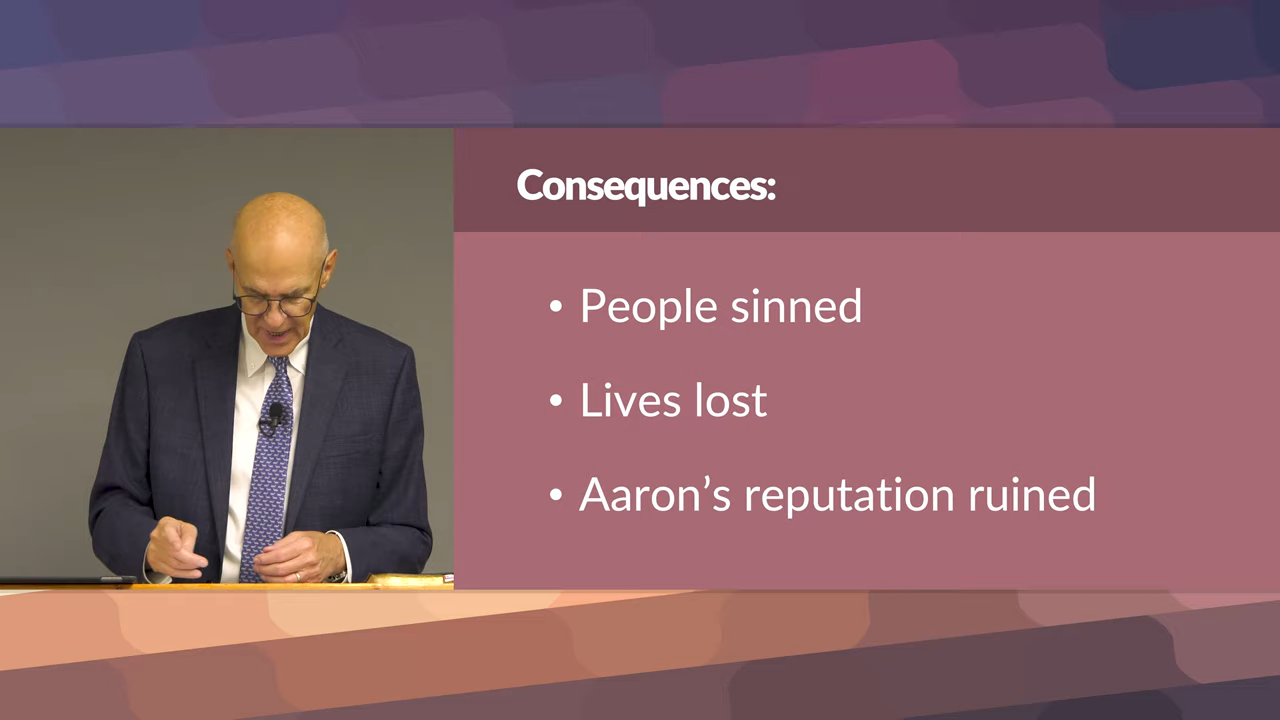 Consequences:
• People sinned
• Lives lost
• Aaron’s reputation ruined